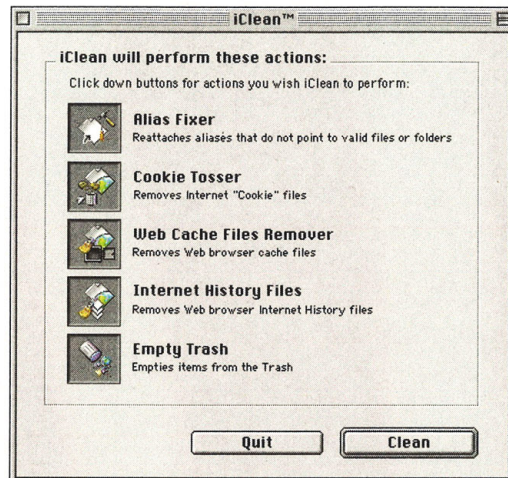 iClean™
iClean will perform these actions:
Click down buttons for actions you wish iClean to perform:
Alias Fixer
Reattaches aliases that do not point to valid files or folders
Cookie Tosser
Removes Internet "Cookie" files
Web Cache Files Remover
Removes Web browser cache files
Internet History Files
Removes Web browser Internet History files
Empty Trash
Empties items from the Trash
Quit
Clean